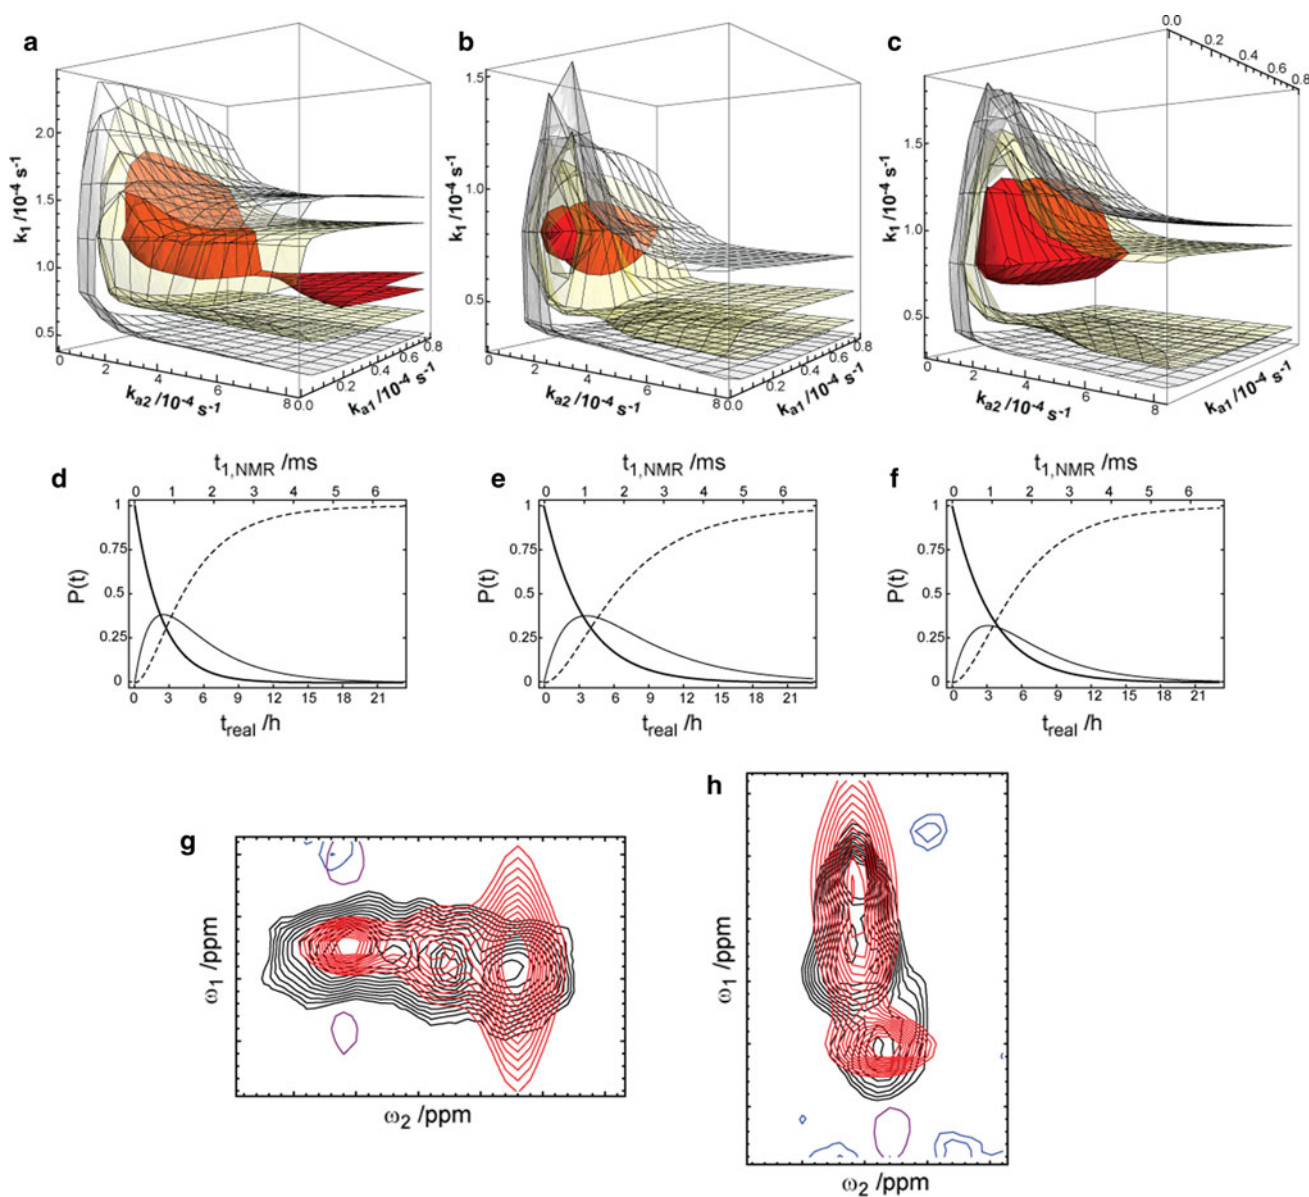 a
b
c
0.0
0.2
0.4
0.6
0.8
2.0
1.5
1.0
0.5
k1 /10-4 s-1
0
2
4
6
8
ka2 /10-4 s-1
0.0
0.2
0.4
0.6
0.8
ka1 /10-4 s-1
1.5
1.0
0.5
k1 /10-4 s-1
0
2
4
6
8
ka2 /10-4 s-1
0.0
0.2
0.4
0.6
0.8
ka1 /10-4 s-1
1.5
1.0
0.5
k1 /10-4 s-1
0
2
4
6
8
ka2 /10-4 s-1
ka1 /10-4 s-1
d
t1,NMR /ms
0 1 2 3 4 5 6
1
0.75
0.5
0.25
0
P(t)
0 3 6 9 12 15 18 21
treal /h
e
t1,NMR /ms
0 1 2 3 4 5 6
1
0.75
0.5
0.25
0
P(t)
0 3 6 9 12 15 18 21
treal /h
f
t1,NMR /ms
0 1 2 3 4 5 6
1
0.75
0.5
0.25
0
P(t)
0 3 6 9 12 15 18 21
treal /h
g
ω1 /ppm
ω2 /ppm
h
ω1 /ppm
ω2 /ppm